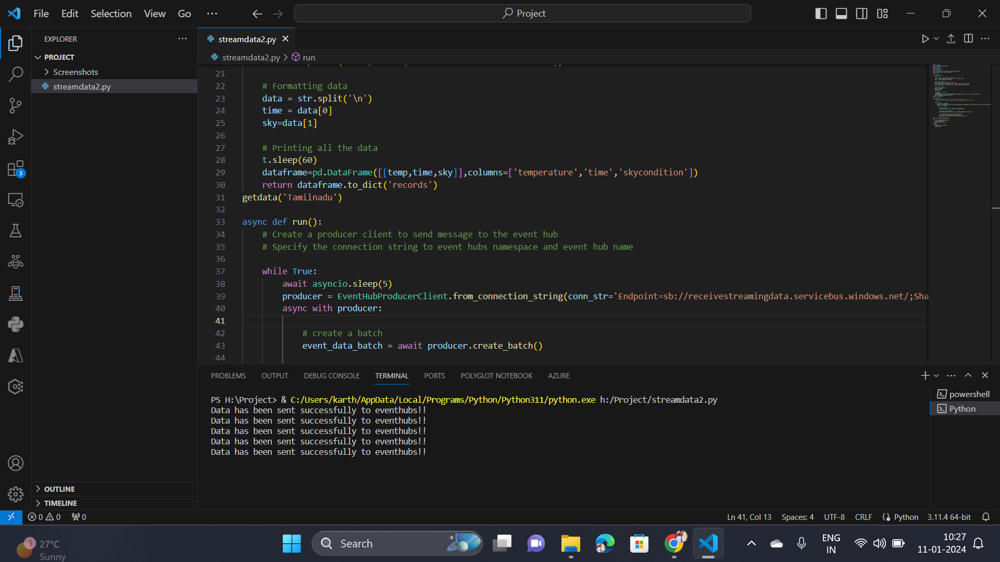 File Edit Selection View Go ··· Project
EXPLORER ···
PROJECT
Screenshots
streamdata2.py
3
streamdata2.py
streamdata2.py > run
21
22 # Formatting data
23 data = str.split('\n')
24 time = data[0]
25 sky=data[1]
26
27 # Printing all the data
28 t.sleep(60)
29 dataframe=pd.DataFrame([[temp,time,sky]],columns=['temperature','time','skycondition'])
30 return dataframe.to_dict('records')
31 getdata('Tamilnadu')
32
33 async def run():
34 # Create a producer client to send message to the event hub
35 # Specify the connection string to event hubs namespace and event hub name
36
37 while True:
38 await asyncio.sleep(5)
39 producer = EventHubProducerClient.from_connection_string(conn_str='Endpoint=sb://receivestreamingdata.servicebus.windows.net/;Sha
40 async with producer:
41
42 # create a batch
43 event_data_batch = await producer.create_batch()
44
PROBLEMS OUTPUT DEBUG CONSOLE TERMINAL PORTS POLYGLOT NOTEBOOK AZURE
PS H:\Project> & C:/Users/karth/AppData/Local/Programs/Python/Python311/python.exe h:/Project/streamdata2.py
Data has been sent successfully to eventhubs!!
Data has been sent successfully to eventhubs!!
Data has been sent successfully to eventhubs!!
Data has been sent successfully to eventhubs!!
Data has been sent successfully to eventhubs!!
powershell
Python
OUTLINE
TIMELINE
0 0 0 Ln 41, Col 13 Spaces: 4 UTF-8 CRLF Python 3.11.4 64-bit
1 27°C
Sunny
Search
ENG
IN
10:27
11-01-2024